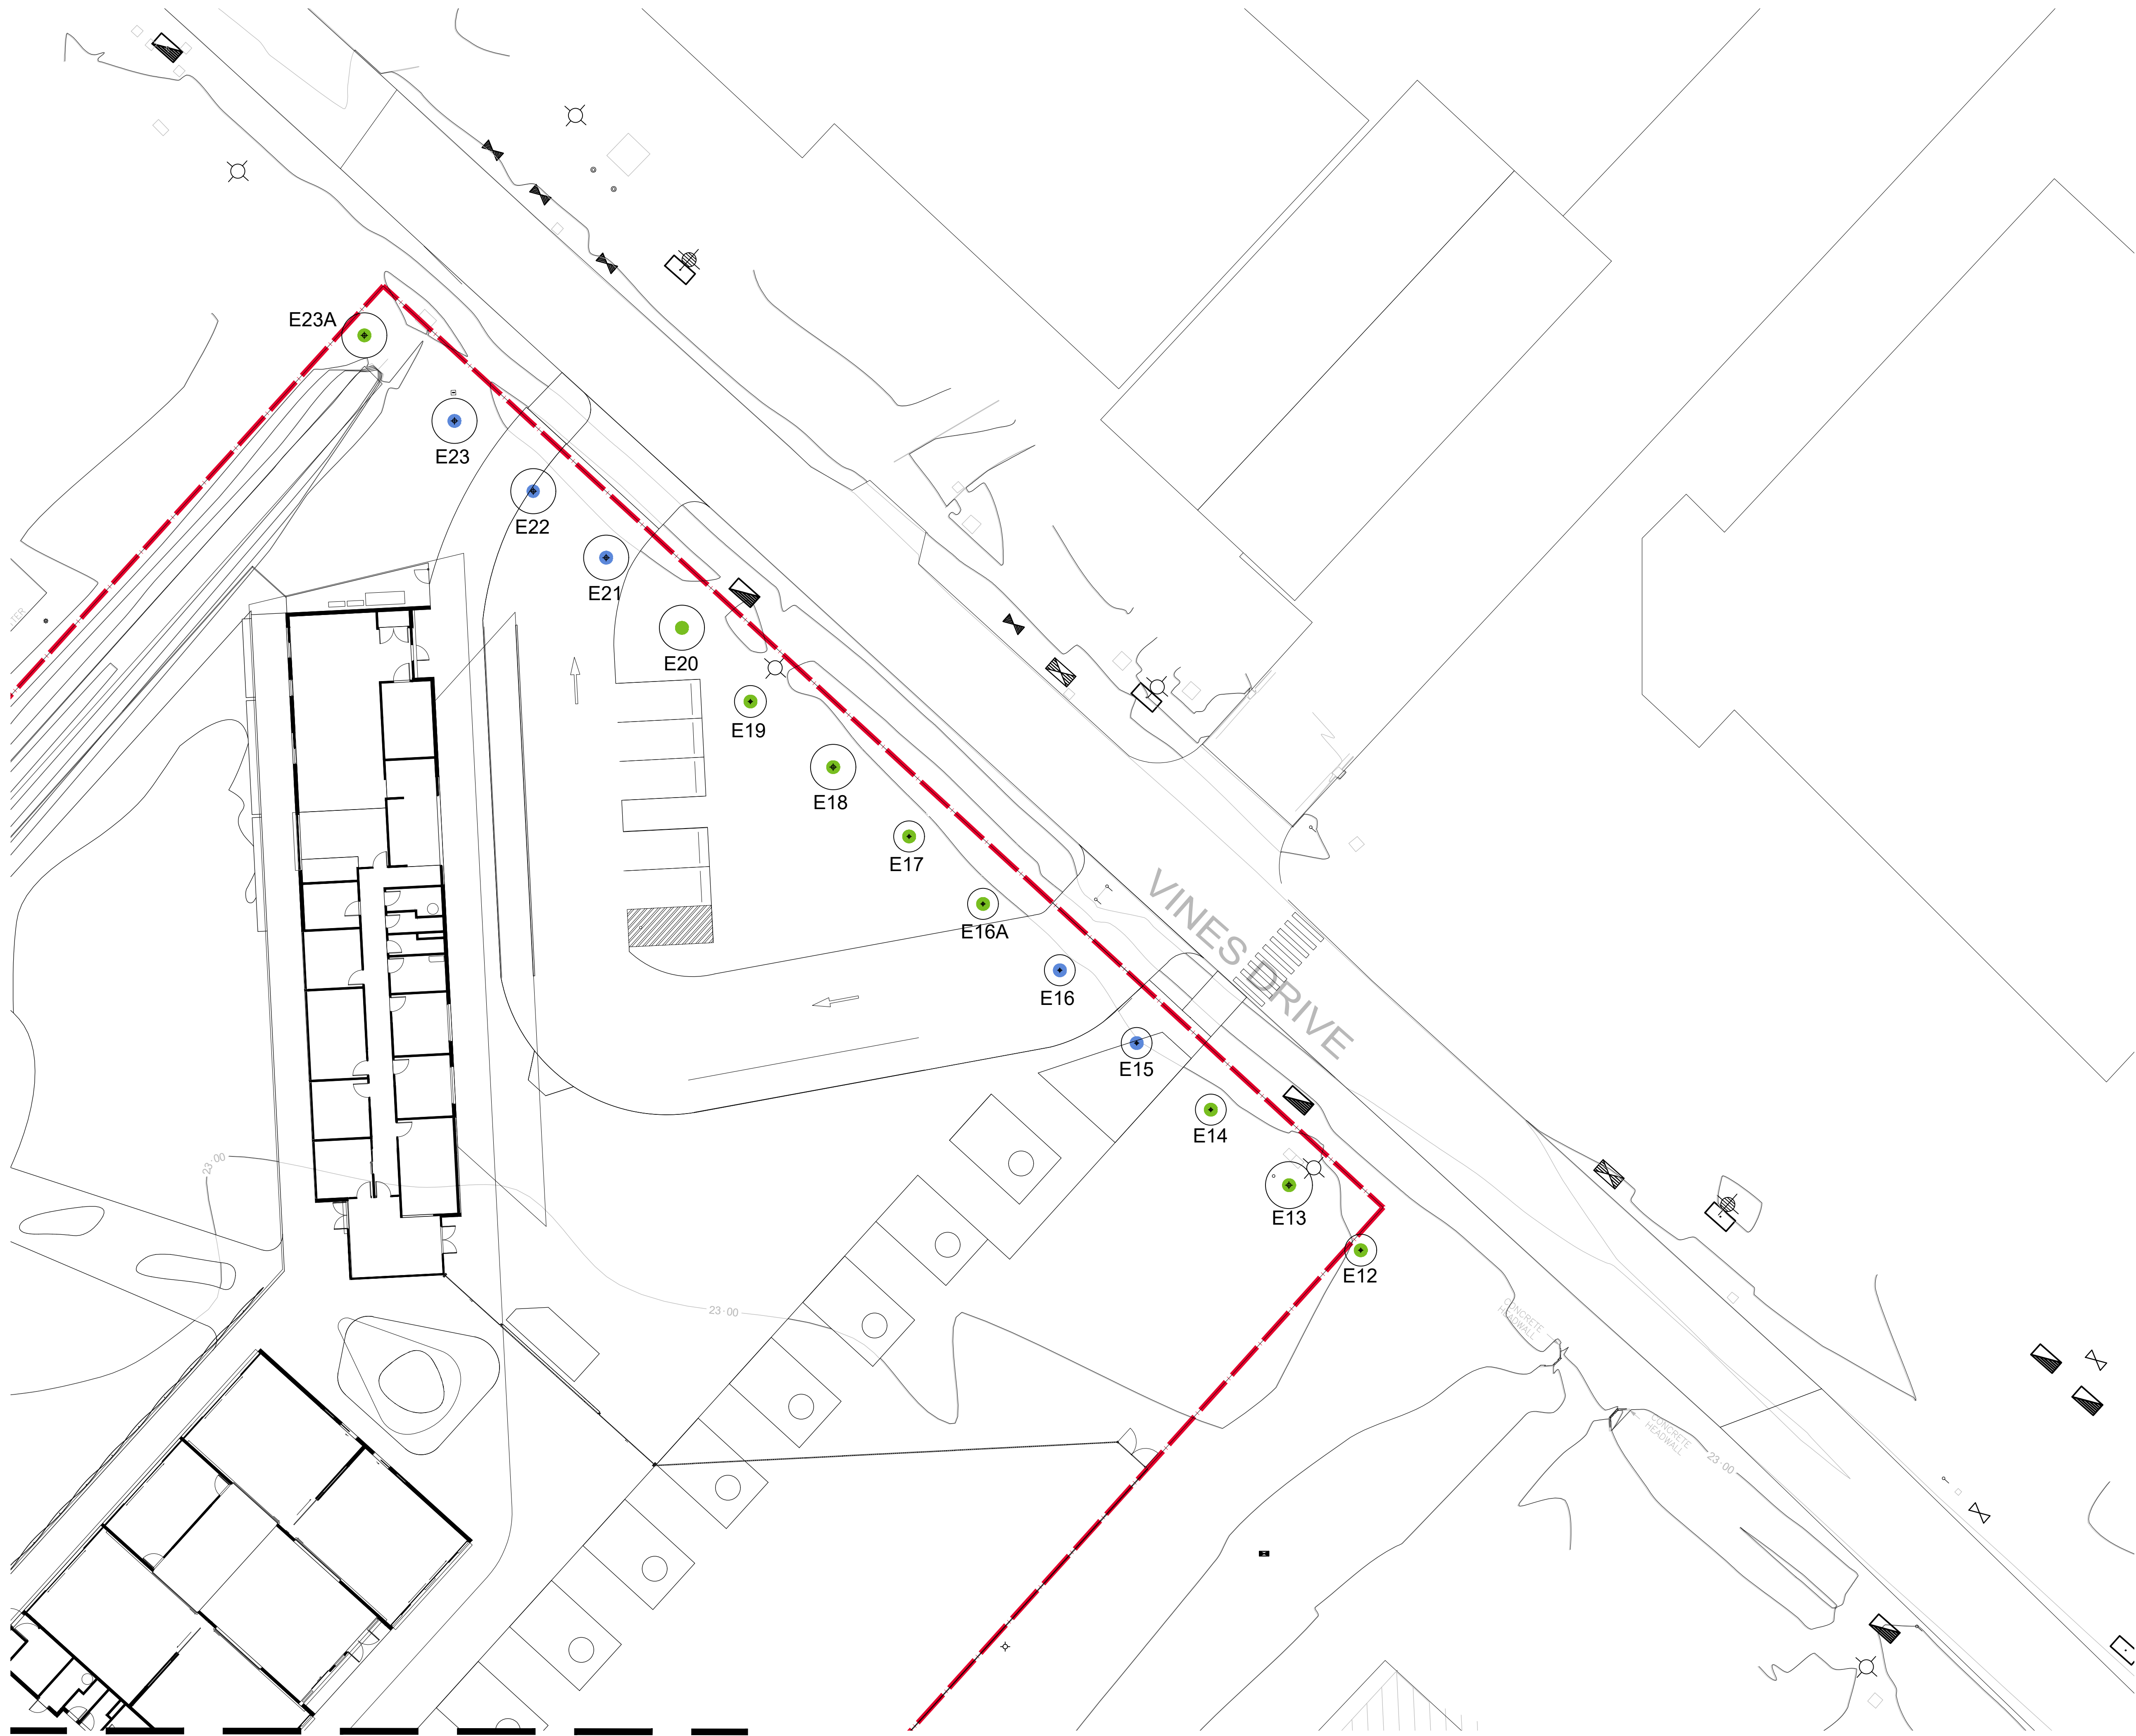 E23A
E23
E22
E21
E20
E19
E18
E17
E16A
VINES DRIVE
E16
E15
E14
E13
E12
23·00
23·00
CONCRETE
HEADWALL
CONCRETE
HEADWALL
23·00